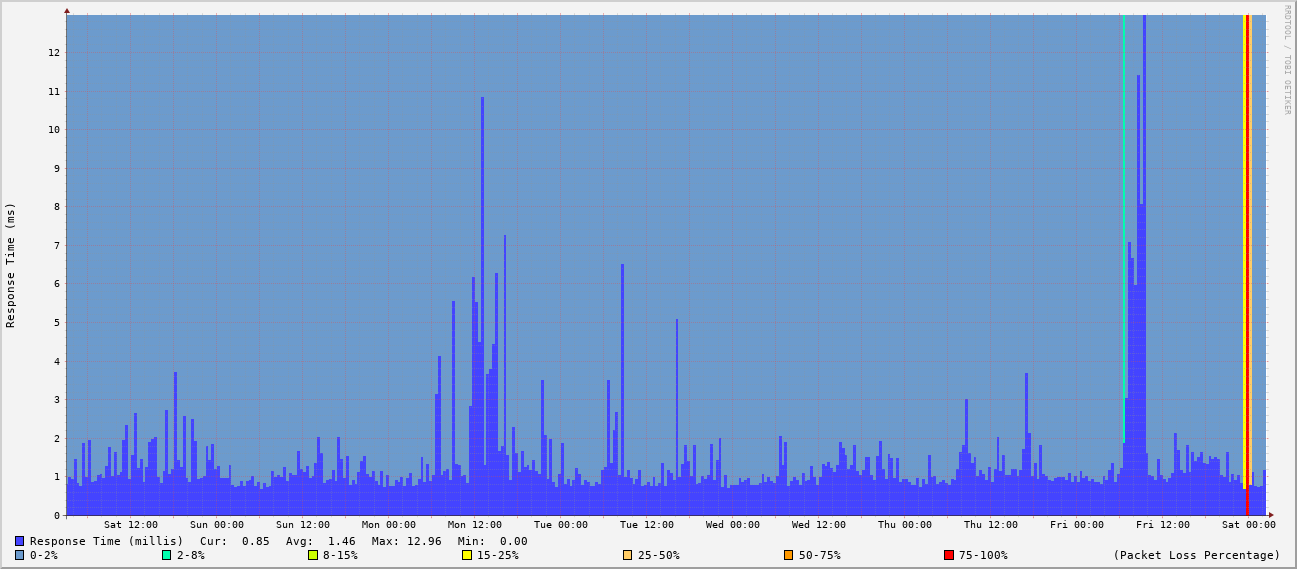 RRDTOOL / TOBI OETIKER
Response Time (ms)
12
11
10
9
8
7
6
5
4
3
2
1
0
Sat 12:00 Sun 00:00 Sun 12:00 Mon 00:00 Mon 12:00 Tue 00:00 Tue 12:00 Wed 00:00 Wed 12:00 Thu 00:00 Thu 12:00 Fri 00:00 Fri 12:00 Sat 00:00
Response Time (millis) Cur: 0.85 Avg: 1.46 Max: 12.96 Min: 0.00
0-2% 2-8% 8-15% 15-25% 25-50% 50-75% 75-100% (Packet Loss Percentage)